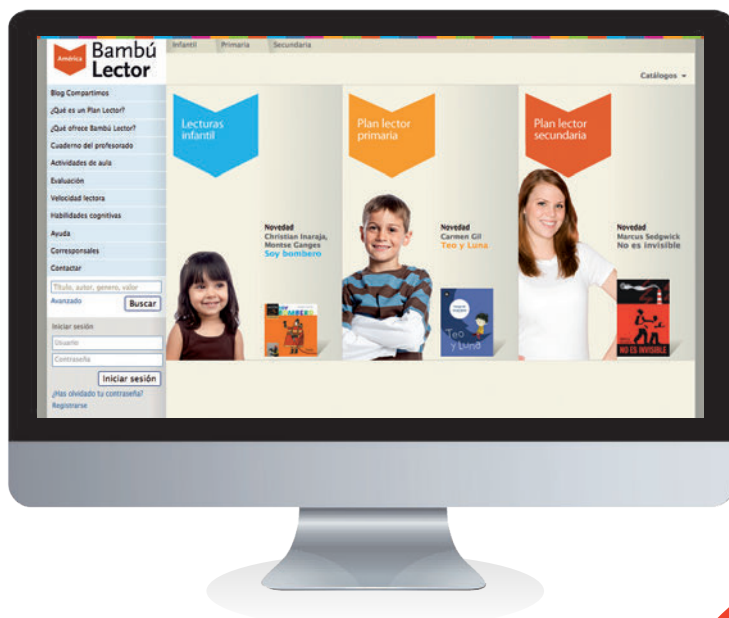 América
Bambú
Lector
Infantil
Primaria
Secundaria
Catálogos
Blog Compartimos
¿Qué es un Plan Lector?
¿Qué ofrece Bambú Lector?
Cuaderno del profesorado
Actividades de aula
Evaluación
Velocidad lectora
Habilidades cognitivas
Ayuda
Corresponsales
Contactar
Título, autor, genero, valor
Avanzado
Buscar
Iniciar sesión
Usuario
Contraseña
Iniciar sesión
¿Has olvidado tu contraseña?
Registrarse
Lecturas
infantil
Novedad
Christian Inaraja,
Montse Ganges
Soy bombero
SOY
BOMBERO
Plan lector
primaria
Novedad
Carmen Gil
Teo y Luna
Teo
y Luna
Plan lector
secundaria
Novedad
Marcus Sedgwick
No es invisible
NO ES INVISIBLE